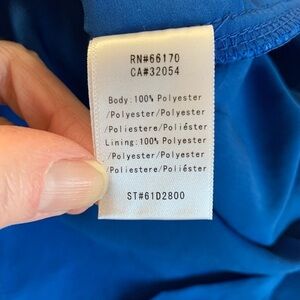 RN#66170
CA#32054
Body:100% Polyester
/Polyester/Polyester
/Poliestere/Poliéster
Lining:100% Polyester
/Polyester/Polyester
/Poliestere/Poliéster
ST#61D2800